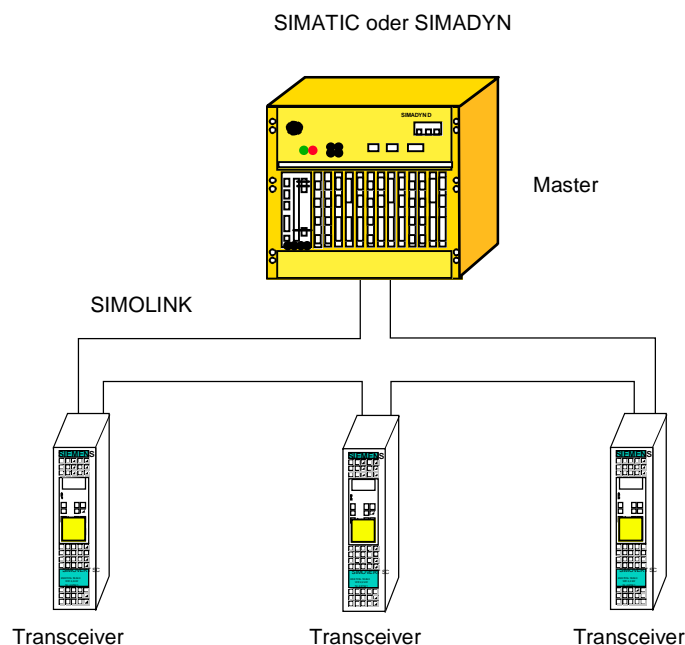 SIMATIC oder SIMADYN
SIMADYN D
Master
SIMOLINK
SIEMENS
SIEMENS
SIEMENS
Transceiver
Transceiver
Transceiver